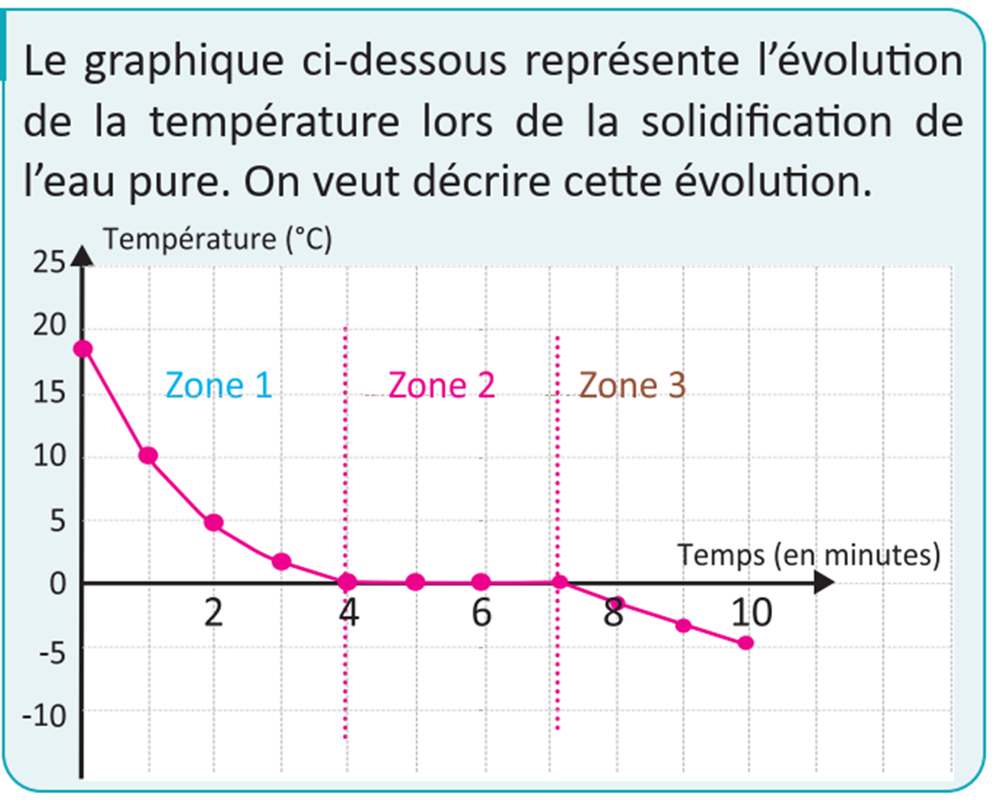 Le graphique ci-dessous représente l'évolution
de la température lors de la solidification de
l'eau pure. On veut décrire cette évolution.
Température (°C)
25
20
15
10
5
0
-5
-10
Zone 1
Zone 2
Zone 3
Temps (en minutes)
2
4
6
8
10